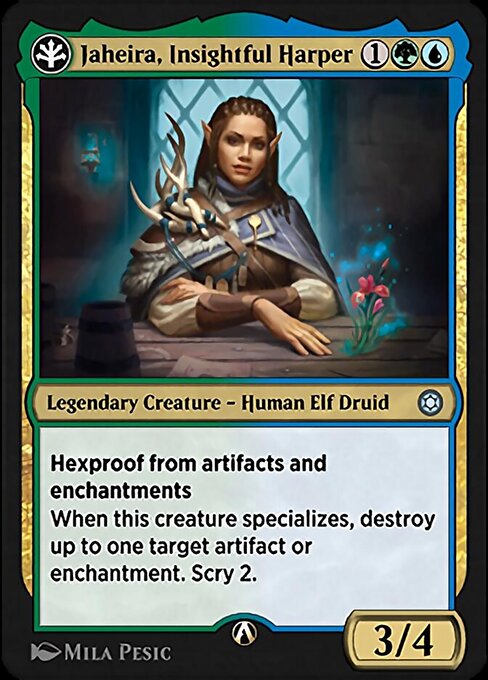 Jaheira, Insightful Harper 1
Legendary Creature – Human Elf Druid
Hexproof from artifacts and
enchantments
When this creature specializes, destroy
up to one target artifact or
enchantment. Scry 2.
3/4
Mila Pesic